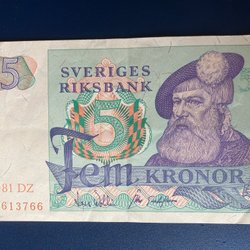 5
SVERIGES
RIKSBANK
5
Fem KRONOR
81 DZ
613766